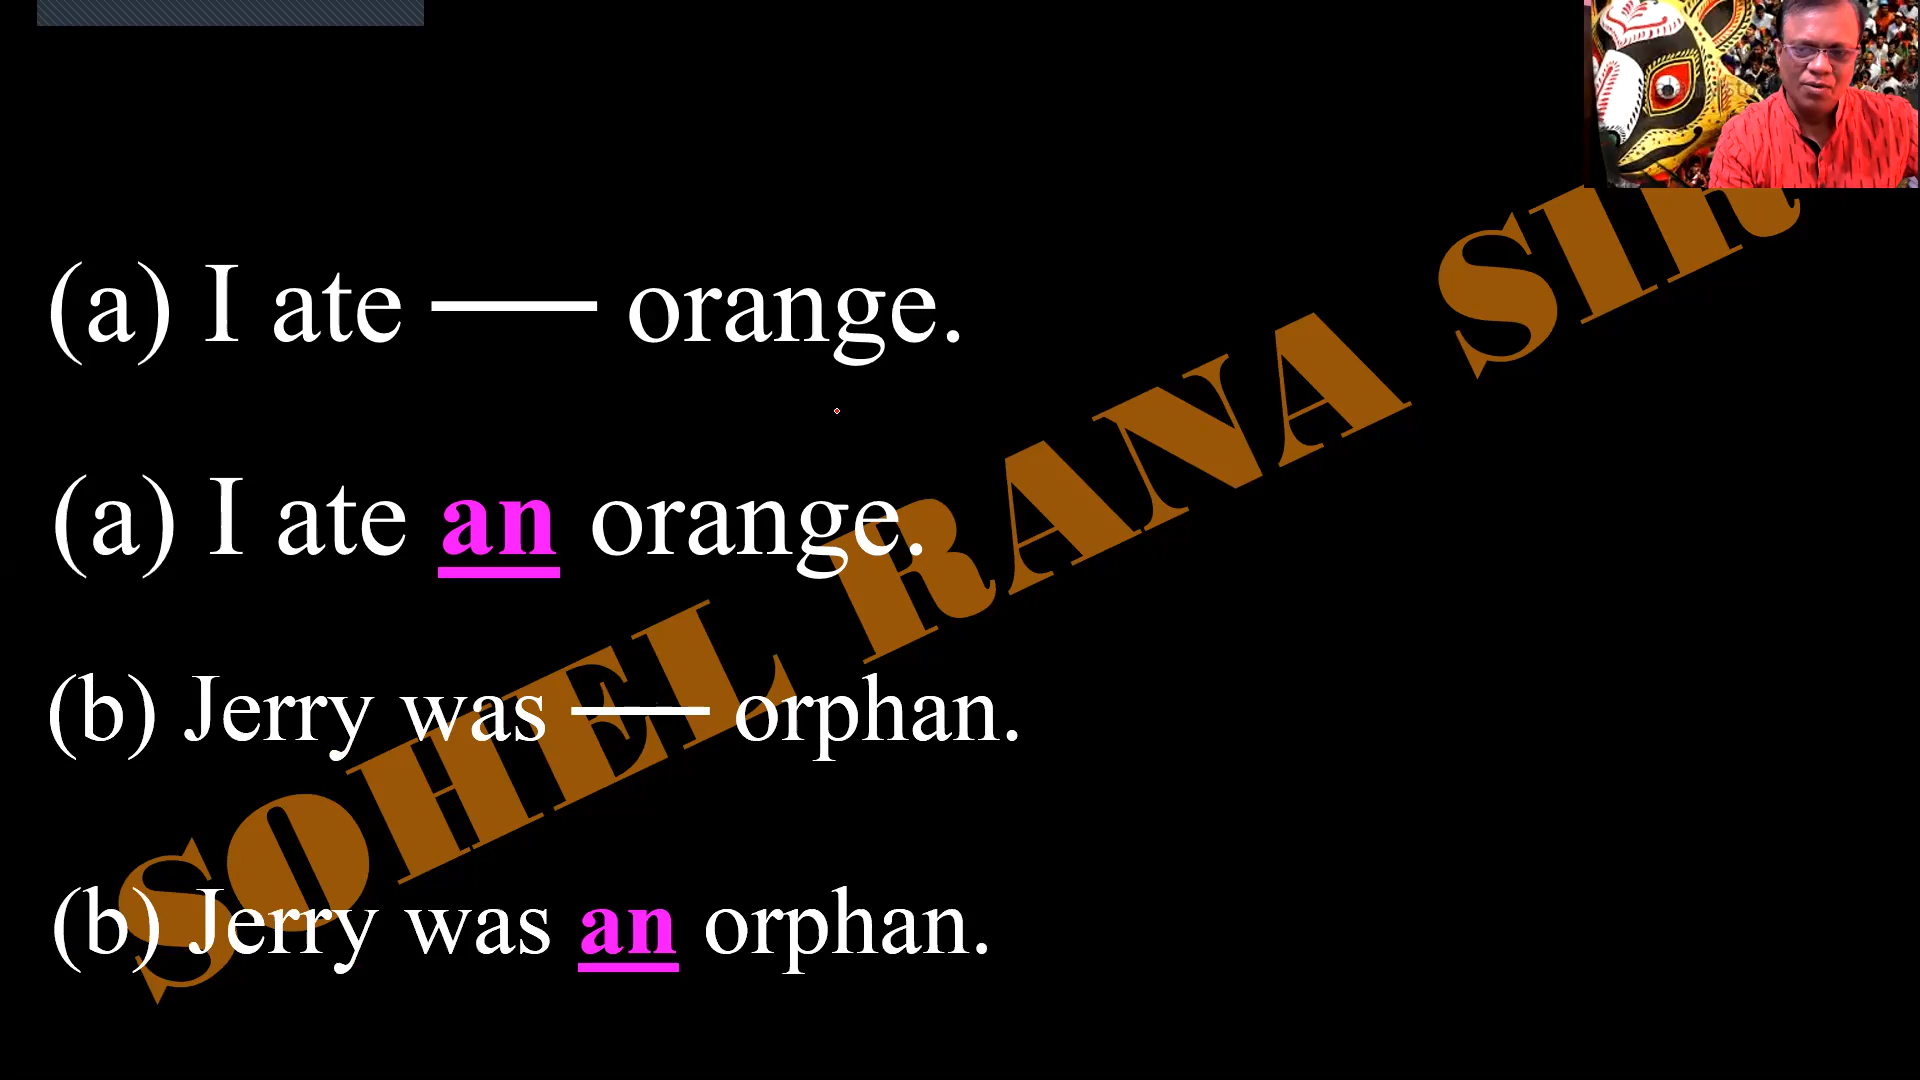 (a) I ate — orange.
(a) I ate an orange.
(b) Jerry was — orphan.
(b) Jerry was an orphan.
SOHEL RANA SIR